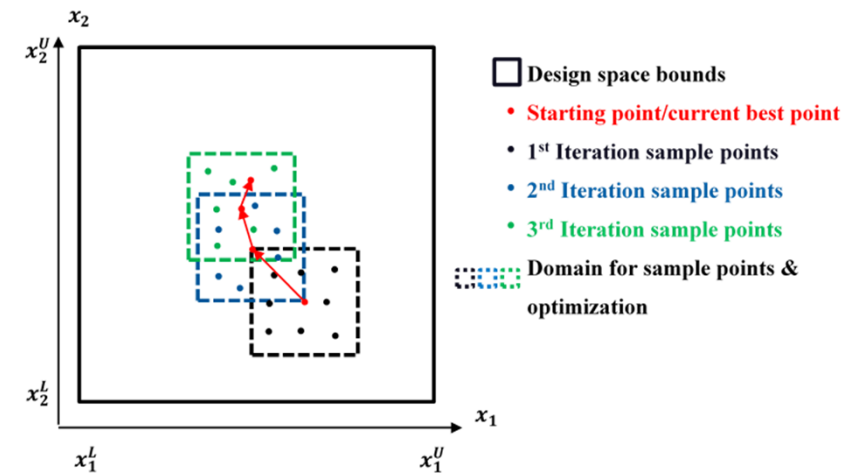 x₂
x₂ᵁ
Design space bounds
• Starting point/current best point
• 1ˢᵗ Iteration sample points
• 2ⁿᵈ Iteration sample points
• 3ʳᵈ Iteration sample points
Domain for sample points &
optimization
x₂ᴸ
x₁
x₁ᴸ
x₁ᵁ